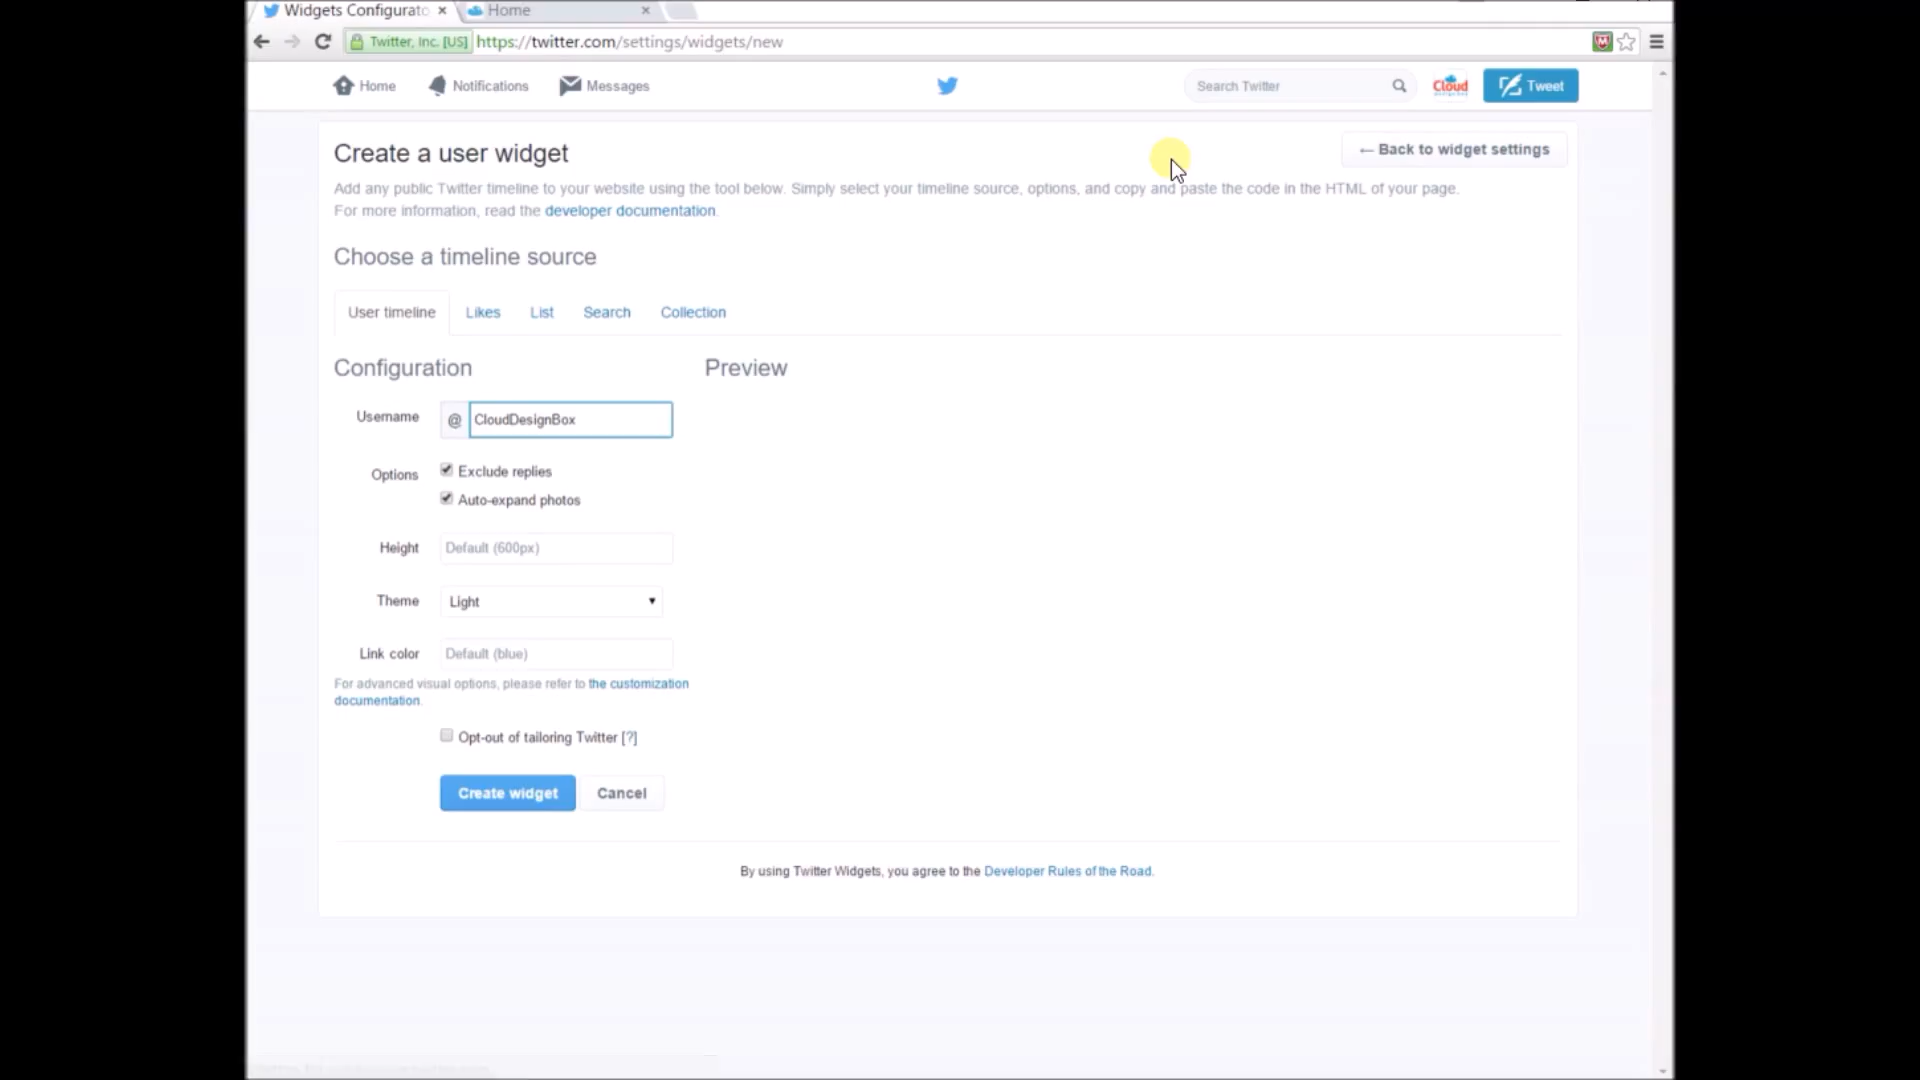 Widgets Configurato
Home
Twitter, Inc. [US]
https://twitter.com/settings/widgets/new
Home
Notifications
Messages
Search Twitter
Cloud
Tweet
Create a user widget
← Back to widget settings
Add any public Twitter timeline to your website using the tool below. Simply select your timeline source, options, and copy and paste the code in the HTML of your page.
For more information, read the developer documentation.
Choose a timeline source
User timeline
Likes
List
Search
Collection
Configuration
Preview
Username
@
CloudDesignBox
Options
Exclude replies
Auto-expand photos
Height
Default (600px)
Theme
Light
Link color
Default (blue)
For advanced visual options, please refer to the customization
documentation.
Opt-out of tailoring Twitter [?]
Create widget
Cancel
By using Twitter Widgets, you agree to the Developer Rules of the Road.